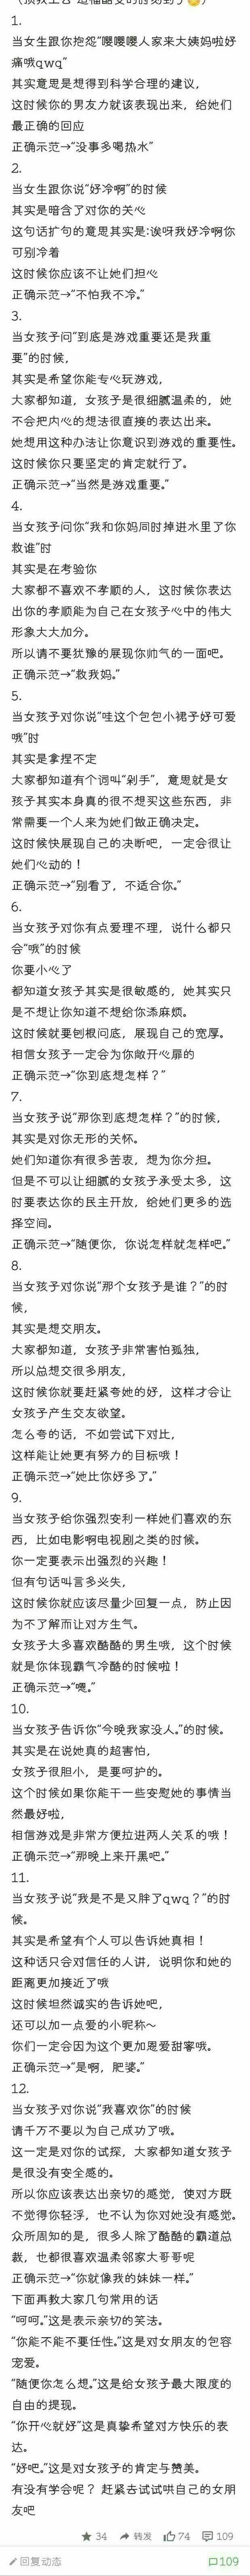 1.
当女生跟你抱怨“嘤嘤嘤人家来大姨妈啦好
痛哦qwq”
其实意思是想得到科学合理的建议，
这时候你的男友力就该表现出来，给她们
最正确的回应
正确示范→“没事多喝热水”
2.
当女生跟你说“好冷啊”的时候
其实是暗含了对你的关心
这句话扩句的意思其实是:诶呀我好冷啊你
可别冷着
这时候你应该不让她们担心
正确示范→“不怕我不冷。”
3.
当女孩子问“到底是游戏重要还是我重
要”的时候，
其实是希望你能专心玩游戏，
大家都知道，女孩子是很细腻温柔的，她
不会把内心的想法很直接的表达出来。
她想用这种办法让你意识到游戏的重要性。
这时候你只要坚定的肯定就行了。
正确示范→“当然是游戏重要。”
4.
当女孩子问你“我和你妈同时掉进水里了你
救谁”时
其实是在考验你
大家都不喜欢不孝顺的人，这时候你表达
出你的孝顺能为自己在女孩子心中的伟大
形象大大加分。
所以请不要犹豫的展现你帅气的一面吧。
正确示范→“救我妈。”
5.
当女孩子对你说“哇这个包包小裙子好可爱
哦”时
其实是拿捏不定
大家都知道有个词叫“剁手”，意思就是女
孩子其实本身真的很不想买这些东西，非
常需要一个人来为她们做正确决定。
这时候快展现自己的决断吧，一定会很让
她们心动的！
正确示范→“别看了，不适合你。”
6.
当女孩子对你有点爱理不理，说什么都只
会“哦”的时候
你要小心了
都知道女孩子其实是很敏感的，她其实只
是不想让你知道不想给你添麻烦。
这时候就要刨根问底，展现自己的宽厚。
相信女孩子一定会为你敞开心扉的
正确示范→“你到底想怎样？”
7.
当女孩子说“那你到底想怎样？”的时候，
其实是对你无形的关怀。
她们知道你有很多苦衷，想为你分担。
但是不可以让细腻的女孩子承受太多，这
时要表达你的民主开放，给她们更多的选
择空间。
正确示范→“随便你，你说怎样就怎样吧。”
8.
当女孩子对你说“那个女孩子是谁？”的时
候，
其实是想交朋友。
大家都知道，女孩子非常害怕孤独，
所以总想交很多朋友，
这时候你就要赶紧夸她的好，这样才会让
女孩子产生交友欲望。
怎么夸的话，不如尝试下对比，
这样能让她更有努力的目标哦！
正确示范→“她比你好多了。”
9.
当女孩子给你强烈安利一样她们喜欢的东
西，比如电影啊电视剧之类的时候。
你一定要表示出强烈的兴趣！
但有句话叫言多必失，
这时候你就应该尽量少回复一点，防止因
为不了解而让对方生气。
女孩子大多喜欢酷酷的男生哦，这个时候
就是你体现霸气冷酷的时候啦！
正确示范→“嗯。”
10.
当女孩子告诉你“今晚我家没人。”的时候。
其实是在说她真的超害怕，
女孩子很胆小，是要呵护的。
这个时候如果你能干一些安慰她的事情当
然最好啦，
相信游戏是非常方便拉进两人关系的哦！
正确示范→“那晚上来开黑吧。”
11.
当女孩子说“我是不是又胖了qwq？”的时
候。
其实是希望有个人可以告诉她真相！
这种话只会对信任的人讲，说明你和她的
距离更加接近了哦
这时候坦然诚实的告诉她吧，
还可以加一点爱的小昵称～
你们一定会因为这个更加恩爱甜蜜哦。
正确示范→“是啊，肥婆。”
12.
当女孩子对你说“我喜欢你”的时候
请千万不要以为自己成功了哦。
这一定是对你的试探，大家都知道女孩子
是很没有安全感的。
所以你应该表达出亲切的感觉，使对方既
不觉得你轻浮，也不认为你对她没有感觉。
众所周知的是，很多人除了酷酷的霸道总
裁，也都很喜欢温柔邻家大哥哥呢
正确示范→“你就像我的妹妹一样。”
下面再教大家几句常用的话
“呵呵。”这是表示亲切的笑法。
“你能不能不要任性。”这是对女朋友的包容
宠爱。
“随便你怎么想。”这是给女孩子最大限度的
自由的提现。
“你开心就好”这是真挚希望对方快乐的表
达。
“好吧。”这是对女孩子的肯定与赞美。
有没有学会呢？ 赶紧去试试哄自己的女朋
友吧
34 转发 74 109
回复动态 109